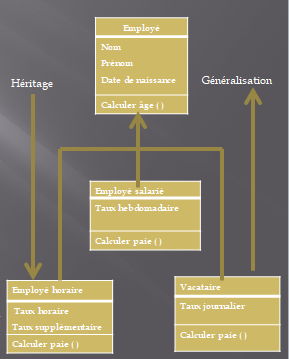 Employé
Nom
Prénom
Date de naissance
Calculer âge ( )
Héritage
Généralisation
Employé salarié
Taux hebdomadaire
Calculer paie ( )
Employé horaire
Taux horaire
Taux supplémentaire
Calculer paie ( )
Vacataire
Taux journalier
Calculer paie ( )